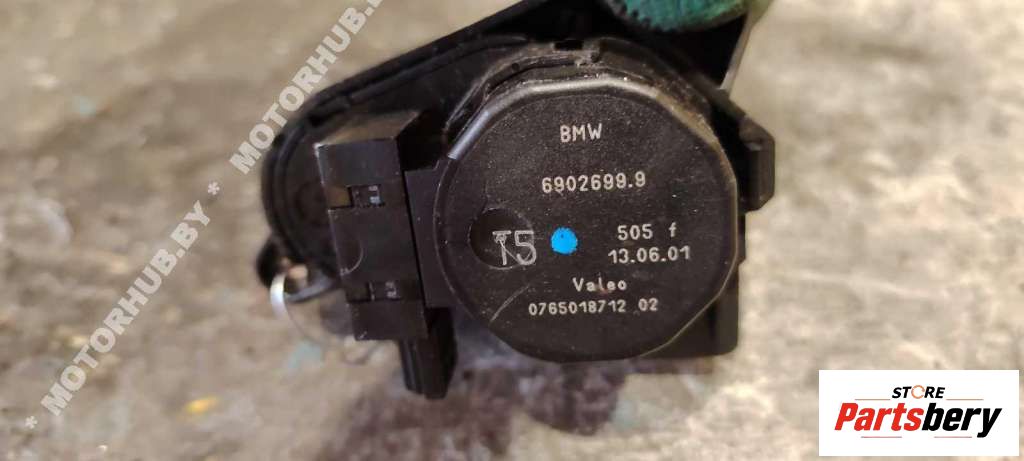 * MOTORHUB.BY * MOTORHUB.BY
BMW
6902699.9
T5
505 f
13.06.01
Valeo
0765018712 02
STORE
Partsbery